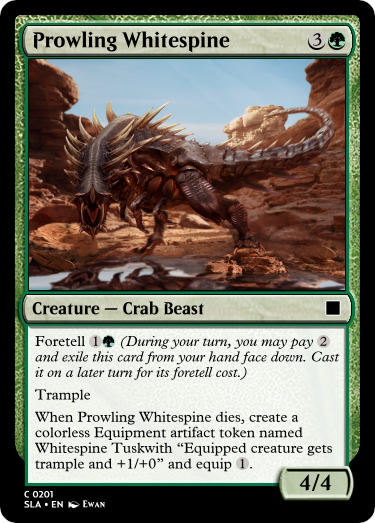 Prowling Whitespine 3
Creature — Crab Beast
Foretell 1 (During your turn, you may pay 2
and exile this card from your hand face down. Cast
it on a later turn for its foretell cost.)
Trample
When Prowling Whitespine dies, create a
colorless Equipment artifact token named
Whitespine Tuskwith “Equipped creature gets
trample and +1/+0” and equip 1.
4/4
C 0201
SLA • EN Ewan